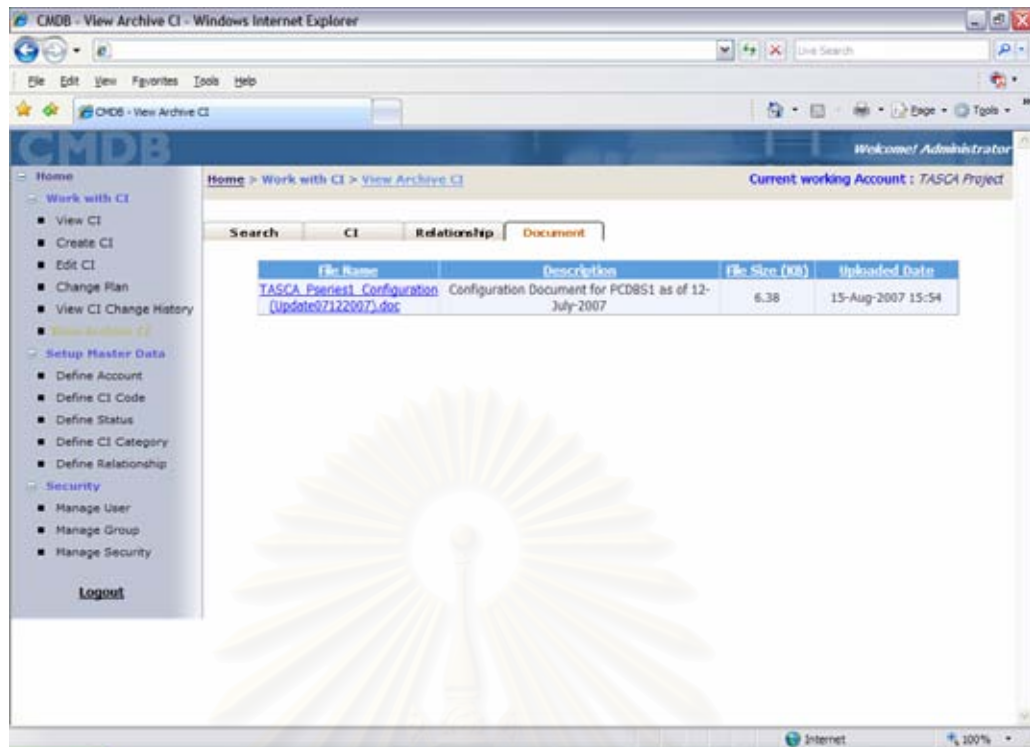 CMDB - View Archive CI - Windows Internet Explorer
Live Search
File Edit View Favorites Tools Help
CMDB - View Archive CI
Page Tools
CMDB
Welcome! Administrator
Home
Home > Work with CI > View Archive CI
Current working Account : TASCA Project
Work with CI
View CI
Create CI
Edit CI
Change Plan
View CI Change History
View Archive CI
Setup Master Data
Define Account
Define CI Code
Define Status
Define CI Category
Define Relationship
Security
Manage User
Manage Group
Manage Security
Logout
Search CI Relationship Document
File Name Description File Size (KB) Uploaded Date
TASCA_Pseries1_Configuration Configuration Document for PCDBS1 as of 12-
(Update07122007).doc July-2007 6.38 15-Aug-2007 15:54
Internet 100%